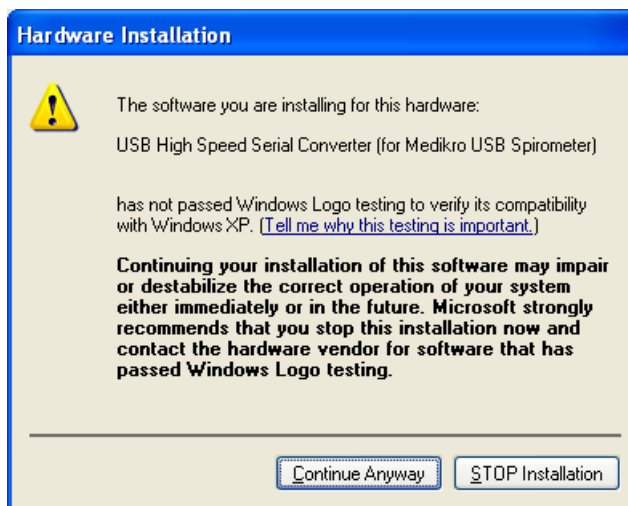 Hardware Installation
The software you are installing for this hardware:
USB High Speed Serial Converter (for Medikro USB Spirometer)
has not passed Windows Logo testing to verify its compatibility
with Windows XP. (Tell me why this testing is important.)
Continuing your installation of this software may impair
or destabilize the correct operation of your system
either immediately or in the future. Microsoft strongly
recommends that you stop this installation now and
contact the hardware vendor for software that has
passed Windows Logo testing.
Continue Anyway STOP Installation